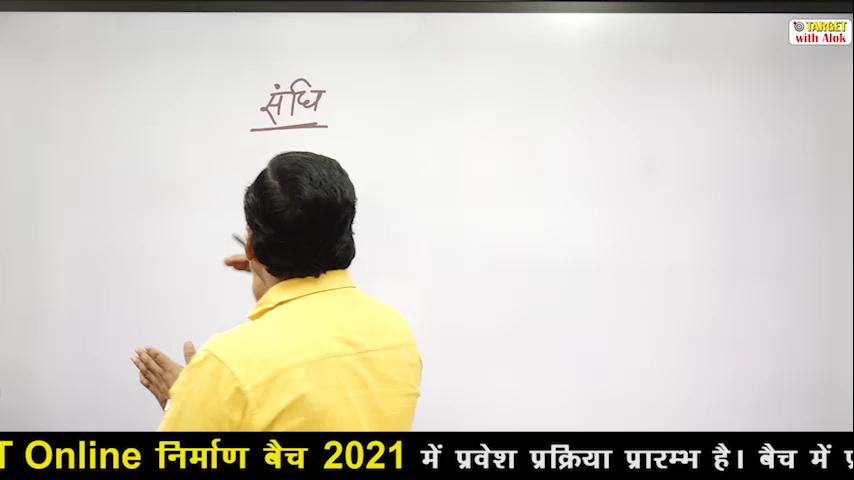 TARGET
with Alok
संधि
Online निर्माण बैच 2021 में प्रवेश प्रक्रिया प्रारम्भ है। बैच में